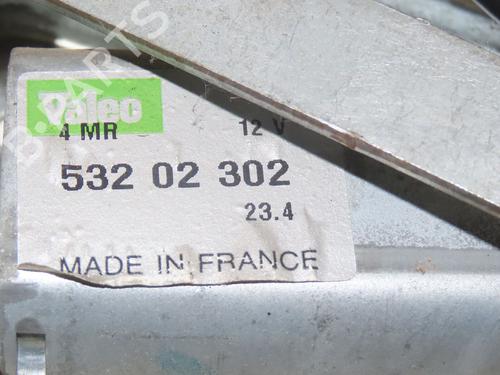 Valeo
4 MR 12 V
532 02 302
23.4
MADE IN FRANCE
B-PARTS